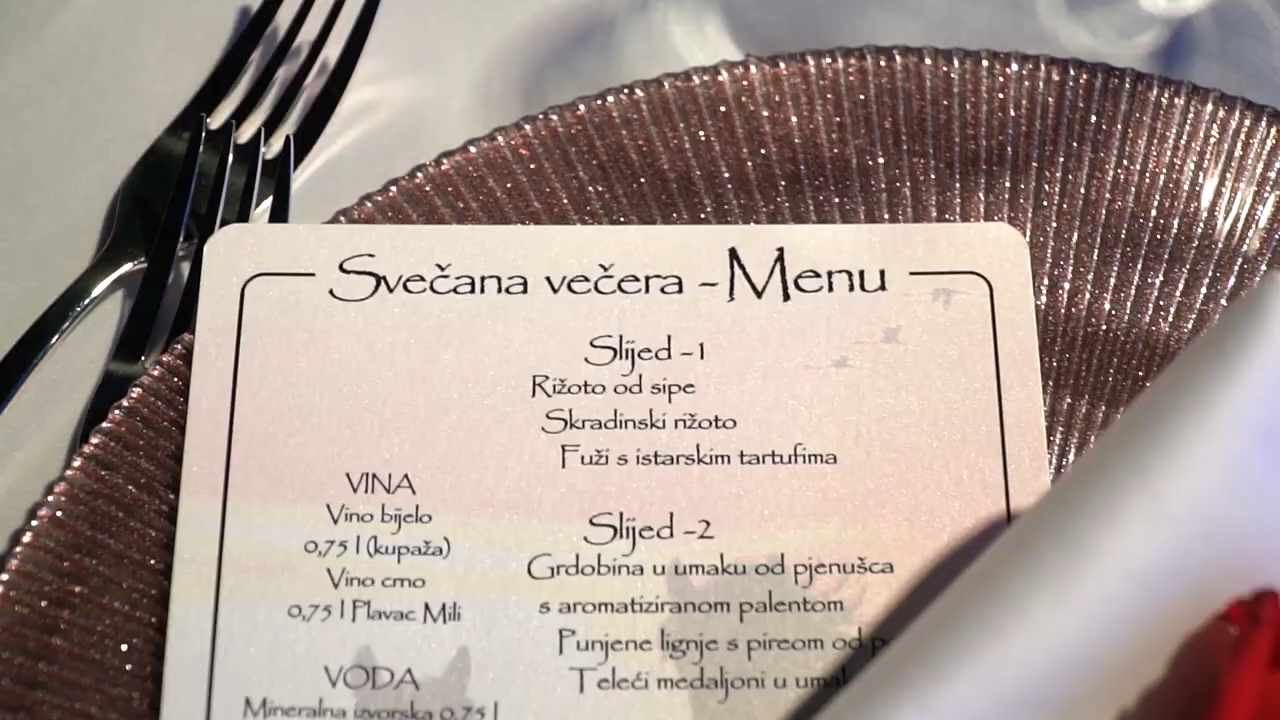 Svečana večera - Menu
Slijed -1
Rižoto od sipe
Skradinski rižoto
Fuži s istarskim tartufima
VINA
Vino bijelo
0,75 l (kupaža)
Vino crno
0,75 l Plavac Mili
VODA
Mineralna izvorska 0,75 l
Slijed -2
Grdobina u umaku od pjenušca
s aromatiziranom palentom
Punjene lignje s pireom od
Teleći medaljoni u